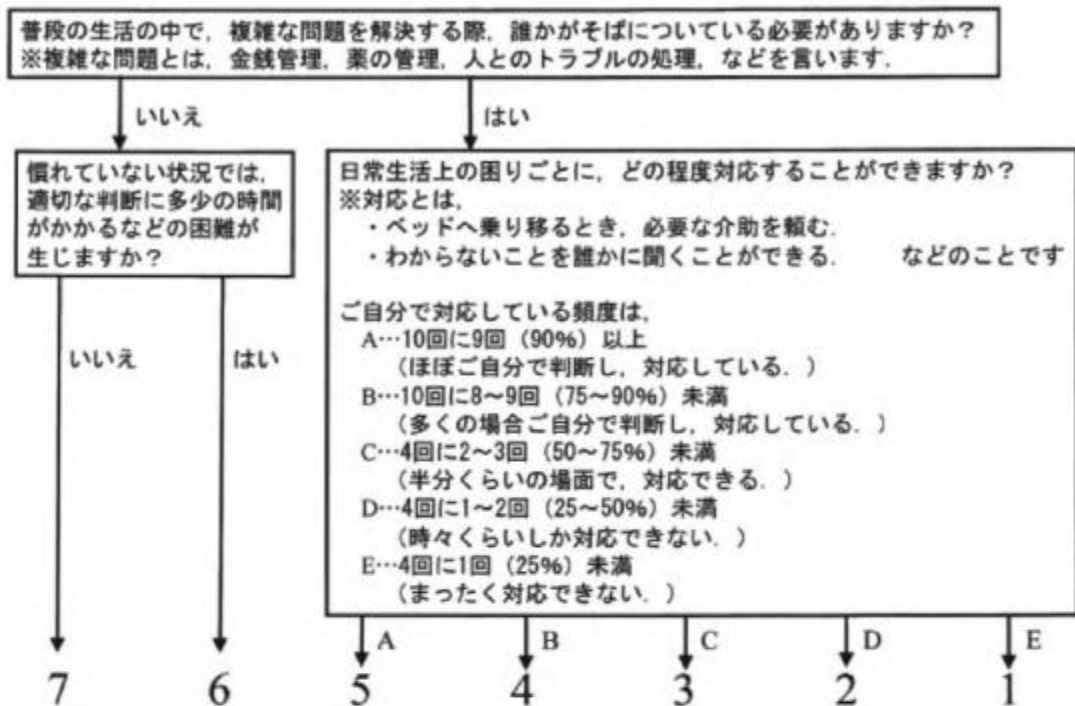 普段の生活の中で，複雑な問題を解決する際，誰かがそばについている必要がありますか？
※複雑な問題とは，金銭管理，薬の管理，人とのトラブルの処理，などを言います．
いいえ
はい
慣れていない状況では，
適切な判断に多少の時間
がかかるなどの困難が
生じますか？
日常生活上の困りごとに，どの程度対応することができますか？
※対応とは，
・ベッドへ乗り移るとき，必要な介助を頼む．
・わからないことを誰かに聞くことができる．　などのことです
ご自分で対応している頻度は，
A…10回に9回（90%）以上
（ほぼご自分で判断し，対応している．）
B…10回に8～9回（75～90%）未満
（多くの場合ご自分で判断し，対応している．）
C…4回に2～3回（50～75%）未満
（半分くらいの場面で，対応できる．）
D…4回に1～2回（25～50%）未満
（時々くらいしか対応できない．）
E…4回に1回（25%）未満
（まったく対応できない．）
いいえ
はい
A
B
C
D
E
7
6
5
4
3
2
1